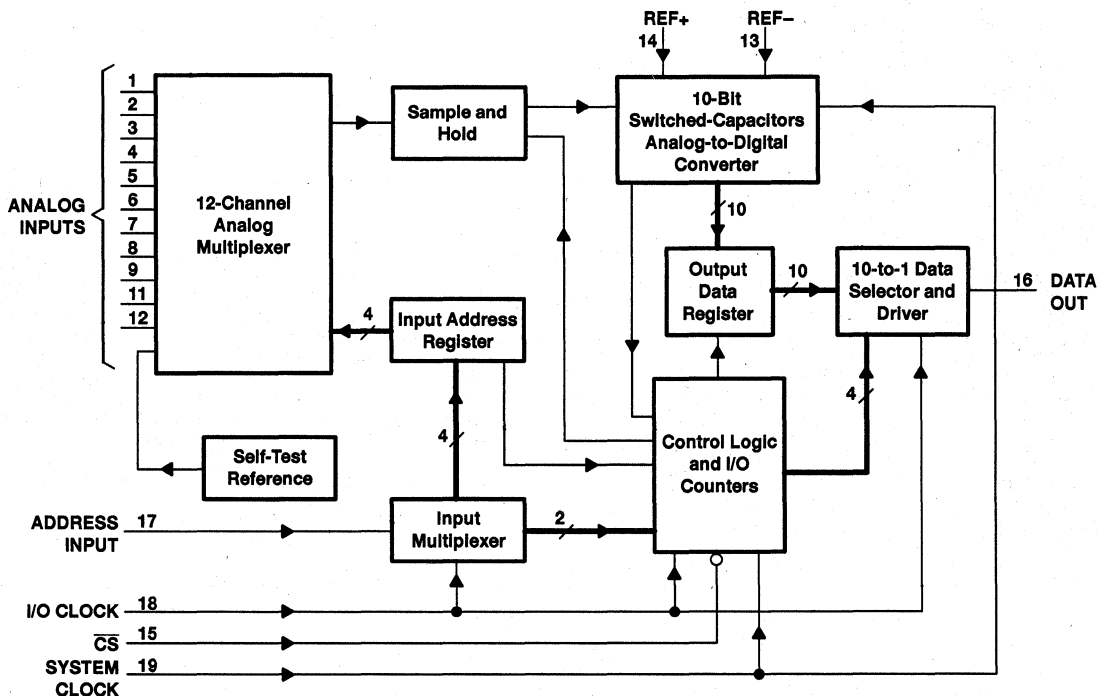 REF+
REF–
14
13
1
2
3
4
5
6
7
8
9
11
12
ANALOG
INPUTS
12-Channel
Analog
Multiplexer
Sample and
Hold
10-Bit
Switched-Capacitors
Analog-to-Digital
Converter
10
Output
Data
Register
10
10-to-1 Data
Selector and
Driver
16
DATA
OUT
4
Input Address
Register
4
4
Control Logic
and I/O
Counters
Self-Test
Reference
ADDRESS
INPUT
17
Input
Multiplexer
2
I/O CLOCK
18
C̅S̅
15
SYSTEM
CLOCK
19